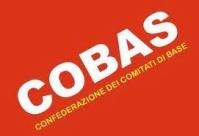 COBAS
CONFEDERAZIONE DEI COMITATI DI BASE